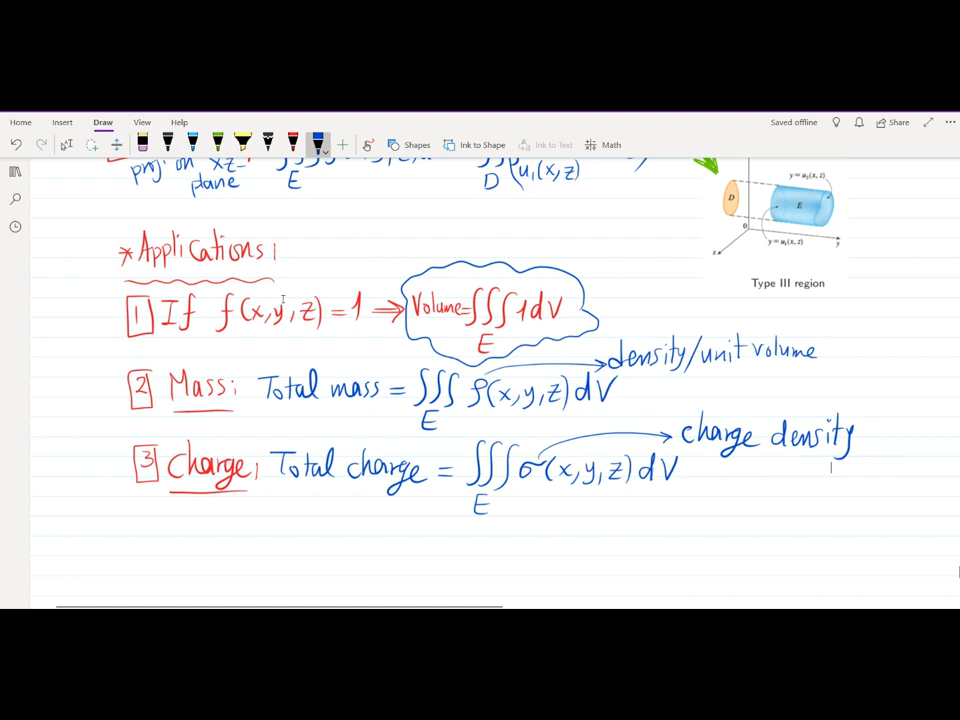 Home Insert Draw View Help Saved offline Share
Shapes Ink to Shape Ink to Text Math
proj on xz-plane ∭ E ∬ D u₁(x,z)
y = u₂(x, z)
D E
0
y = u₁(x, z) y
x
Type III region
*Applications:
1 If f(x,y,z)=1 ⇒ Volume=∭ 1dV
E
density/unit volume
2 Mass: Total mass = ∭ ρ(x,y,z)dV
E
charge density
3 Charge: Total charge = ∭ σ(x,y,z)dV
E